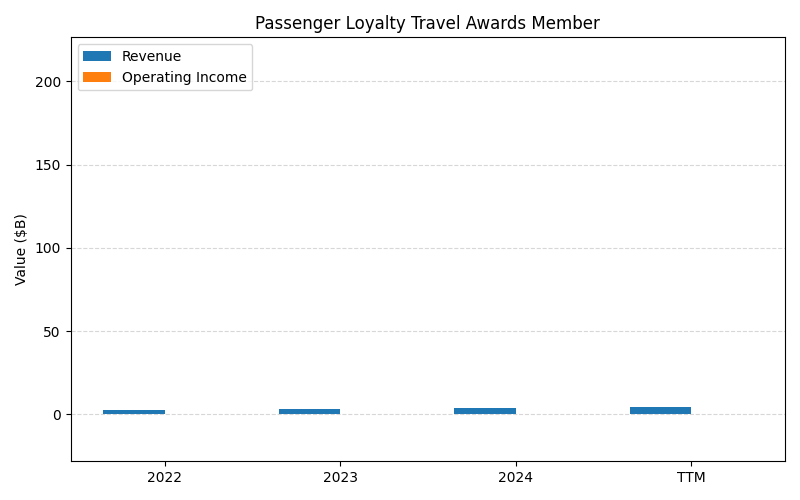 Passenger Loyalty Travel Awards Member
Revenue
Operating Income
Value ($B)
200
150
100
50
0
2022 2023 2024 TTM